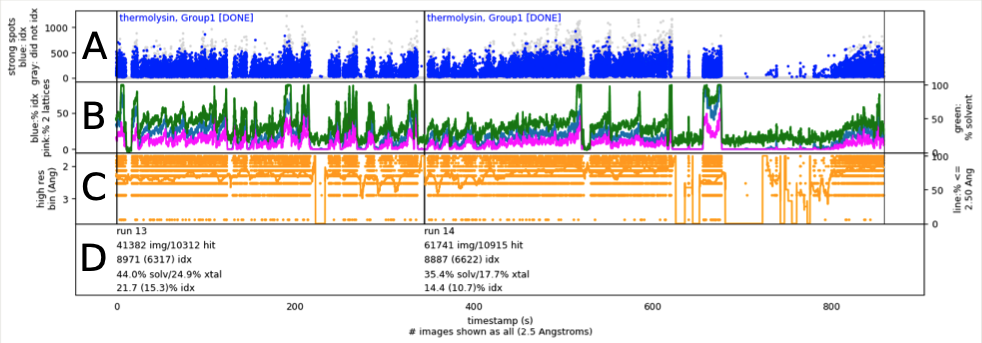 thermolysin, Group1 [DONE]
thermolysin, Group1 [DONE]
A
strong spots
blue: idx
gray: did not idx
1000
500
0
B
blue:% idx
pink:% 2 lattices
50
0
100
50
0
green:
% solvent
C
high res
bin (Ang)
2
3
100
50
0
line:% <=
2.50 Ang
D
run 13
41382 img/10312 hit
8971 (6317) idx
44.0% solv/24.9% xtal
21.7 (15.3)% idx
run 14
61741 img/10915 hit
8887 (6622) idx
35.4% solv/17.7% xtal
14.4 (10.7)% idx
0
200
400
600
800
timestamp (s)
# images shown as all (2.5 Angstroms)